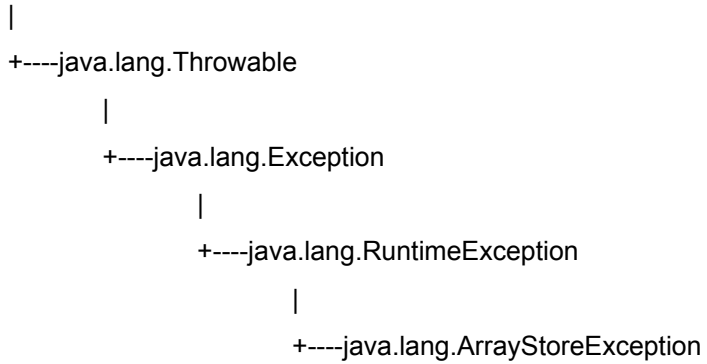 |
+----java.lang.Throwable
|
+----java.lang.Exception
|
+----java.lang.RuntimeException
|
+----java.lang.ArrayStoreException